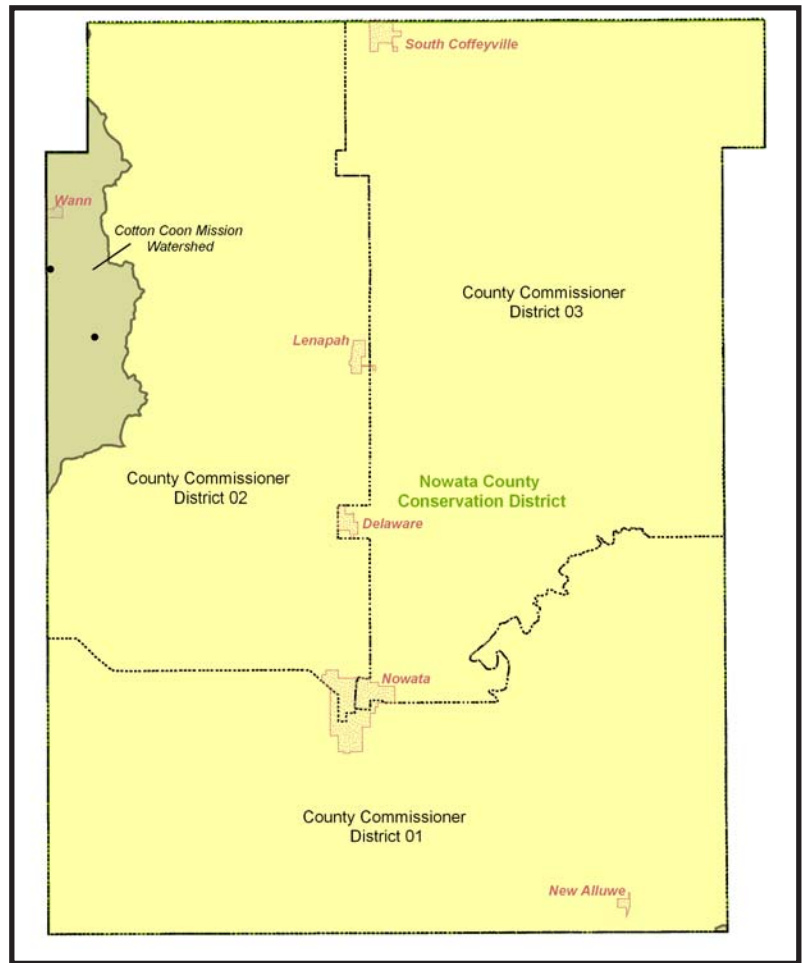 South Coffeyville
Wann
Cotton Coon Mission
Watershed
County Commissioner
District 03
Lenapah
County Commissioner
District 02
Nowata County
Conservation District
Delaware
Nowata
County Commissioner
District 01
New Alluwe